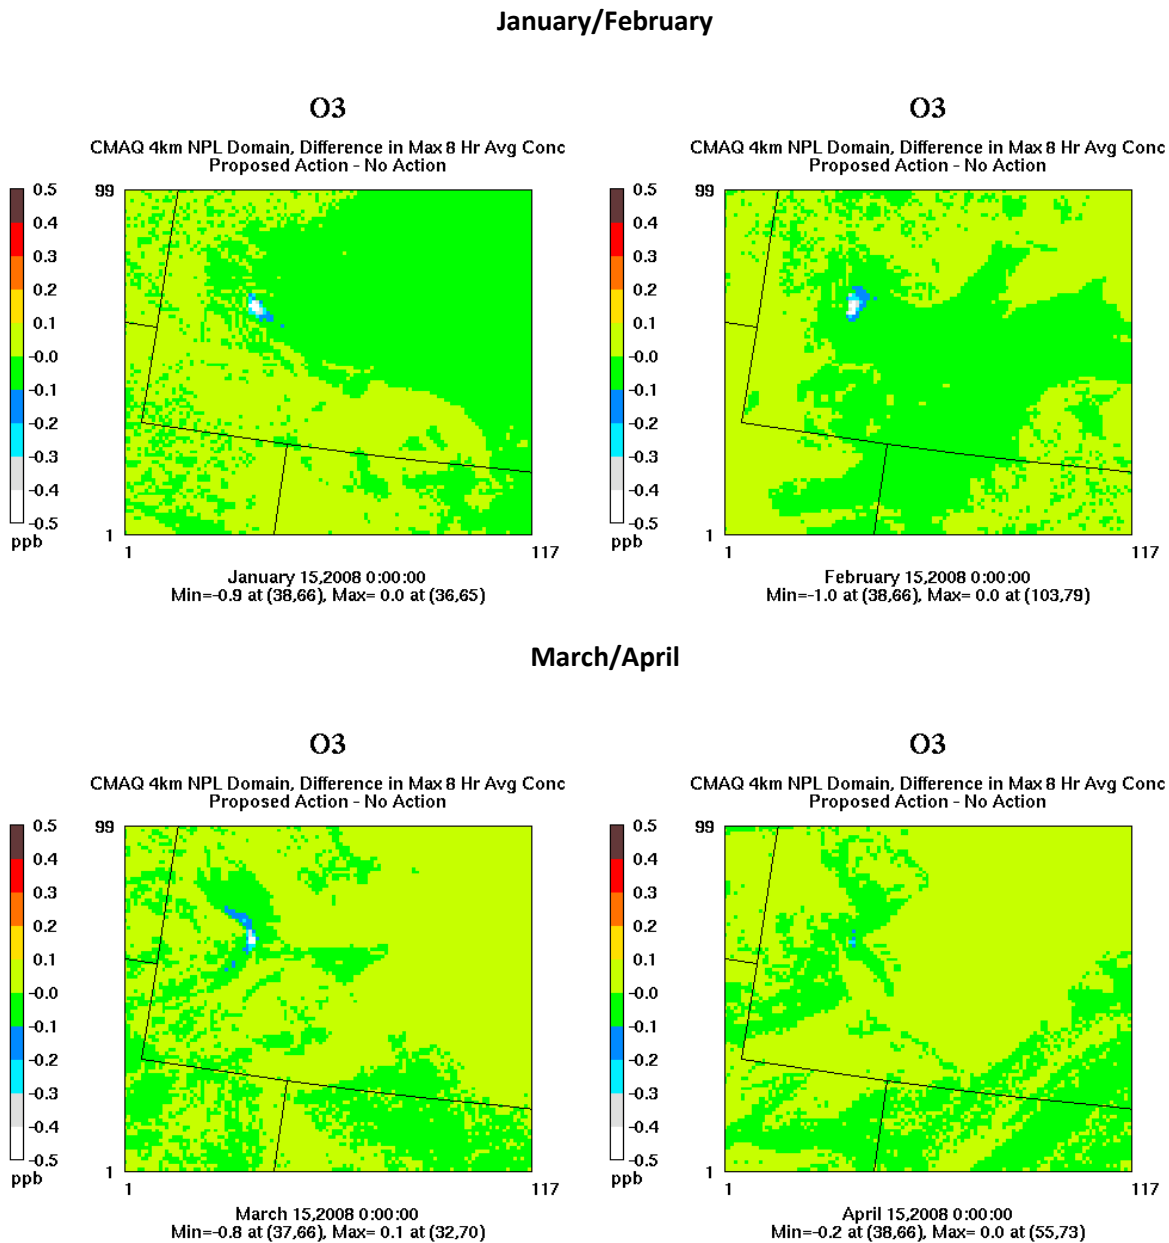 January/February
O3
CMAQ 4km NPL Domain, Difference in Max 8 Hr Avg Conc
Proposed Action - No Action
0.5
0.4
0.3
0.2
0.1
-0.0
-0.1
-0.2
-0.3
-0.4
-0.5
ppb
99
1
1
117
January 15,2008 0:00:00
Min=-0.9 at (38,66), Max= 0.0 at (36,65)
O3
CMAQ 4km NPL Domain, Difference in Max 8 Hr Avg Conc
Proposed Action - No Action
0.5
0.4
0.3
0.2
0.1
-0.0
-0.1
-0.2
-0.3
-0.4
-0.5
ppb
99
1
1
117
February 15,2008 0:00:00
Min=-1.0 at (38,66), Max= 0.0 at (103,79)
March/April
O3
CMAQ 4km NPL Domain, Difference in Max 8 Hr Avg Conc
Proposed Action - No Action
0.5
0.4
0.3
0.2
0.1
-0.0
-0.1
-0.2
-0.3
-0.4
-0.5
ppb
99
1
1
117
March 15,2008 0:00:00
Min=-0.8 at (37,66), Max= 0.1 at (32,70)
O3
CMAQ 4km NPL Domain, Difference in Max 8 Hr Avg Conc
Proposed Action - No Action
0.5
0.4
0.3
0.2
0.1
-0.0
-0.1
-0.2
-0.3
-0.4
-0.5
ppb
99
1
1
117
April 15,2008 0:00:00
Min=-0.2 at (38,66), Max= 0.0 at (55,73)